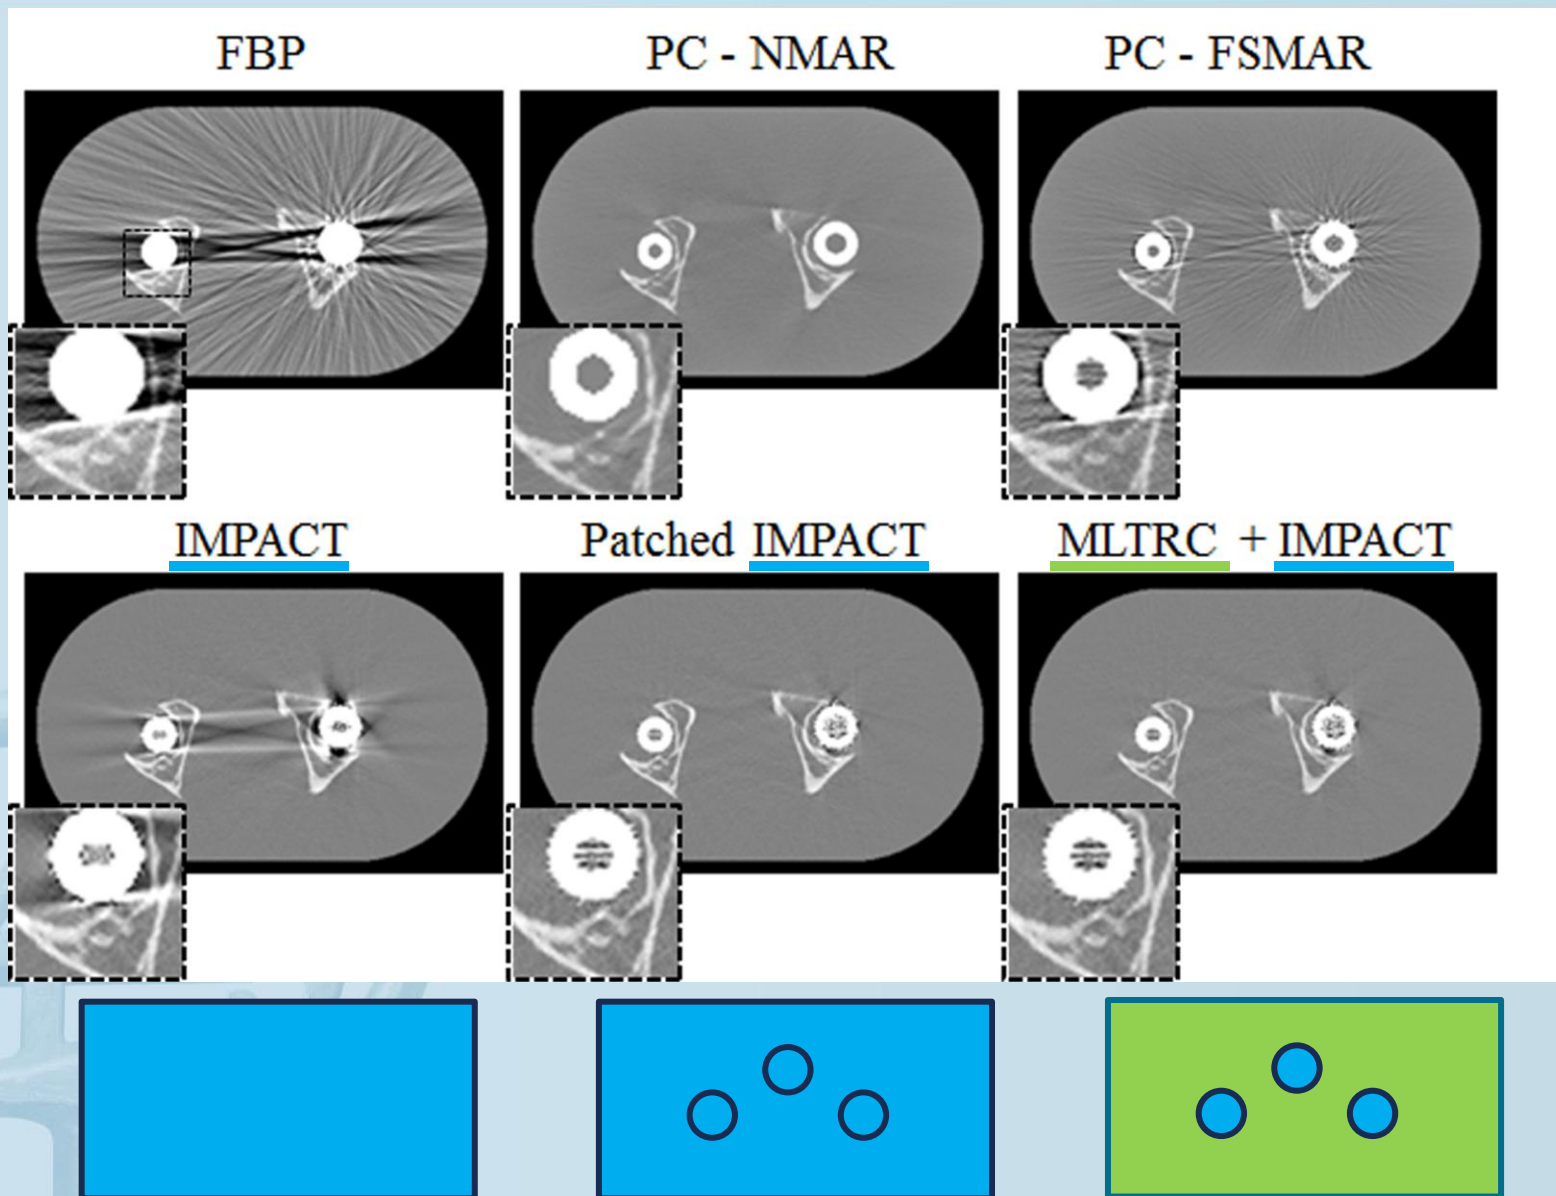 FBP
PC - NMAR
PC - FSMAR
IMPACT
Patched IMPACT
MLTRC + IMPACT